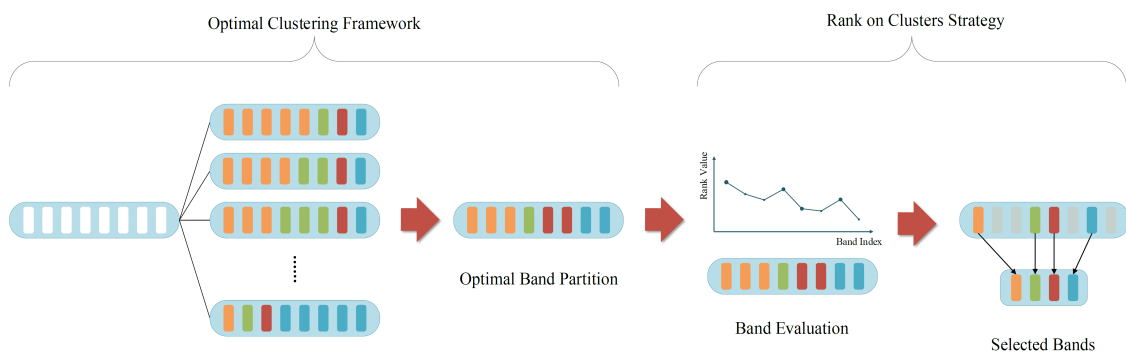 Optimal Clustering Framework
Rank on Clusters Strategy
Rank Value
Band Index
Optimal Band Partition
Band Evaluation
Selected Bands